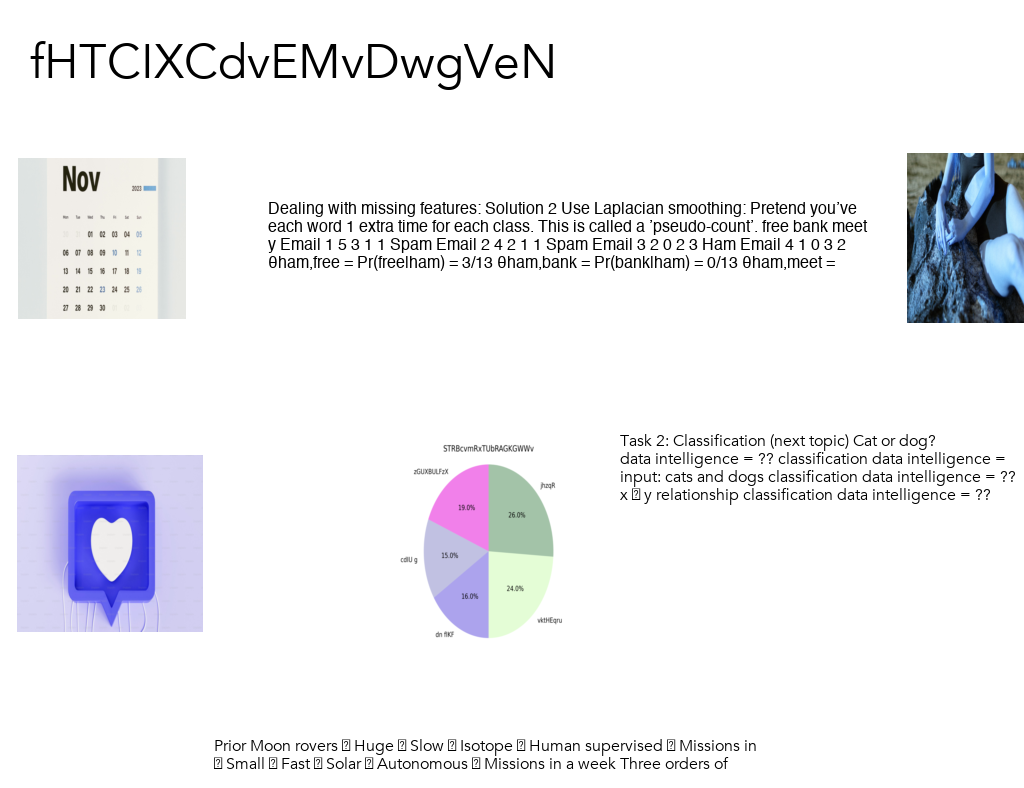 fHTCIXCdvEMvDwgVeN
Nov
2023
Mon Tue Wed Thu Fri Sat Sun
01 02 03 04 05
06 07 08 09 10 11 12
13 14 15 16 17 18 19
20 21 22 23 24 25 26
27 28 29 30
Dealing with missing features: Solution 2 Use Laplacian smoothing: Pretend you've
each word 1 extra time for each class. This is called a 'pseudo-count'. free bank meet
y Email 1 5 3 1 1 Spam Email 2 4 2 1 1 Spam Email 3 2 0 2 3 Ham Email 4 1 0 3 2
θham,free = Pr(free|ham) = 3/13 θham,bank = Pr(bank|ham) = 0/13 θham,meet =
STRBcvmRxTUbRAGKGWWv
zGUXBULFzX
jhzqR
19.0%
26.0%
cdlU g
15.0%
16.0%
24.0%
dn flKF
vktHEqru
Task 2: Classification (next topic) Cat or dog?
data intelligence = ?? classification data intelligence =
input: cats and dogs classification data intelligence = ??
x ⍰ y relationship classification data intelligence = ??
Prior Moon rovers ⍰ Huge ⍰ Slow ⍰ Isotope ⍰ Human supervised ⍰ Missions in
⍰ Small ⍰ Fast ⍰ Solar ⍰ Autonomous ⍰ Missions in a week Three orders of